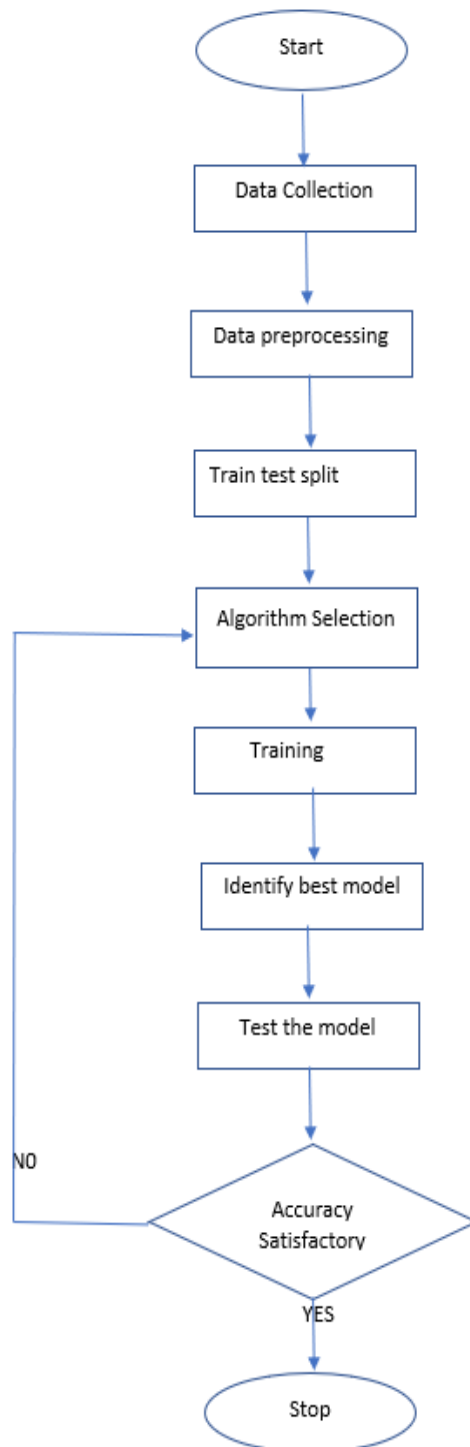 Start
Data Collection
Data preprocessing
Train test split
Algorithm Selection
Training
Identify best model
Test the model
N0
Accuracy
Satisfactory
YES
Stop